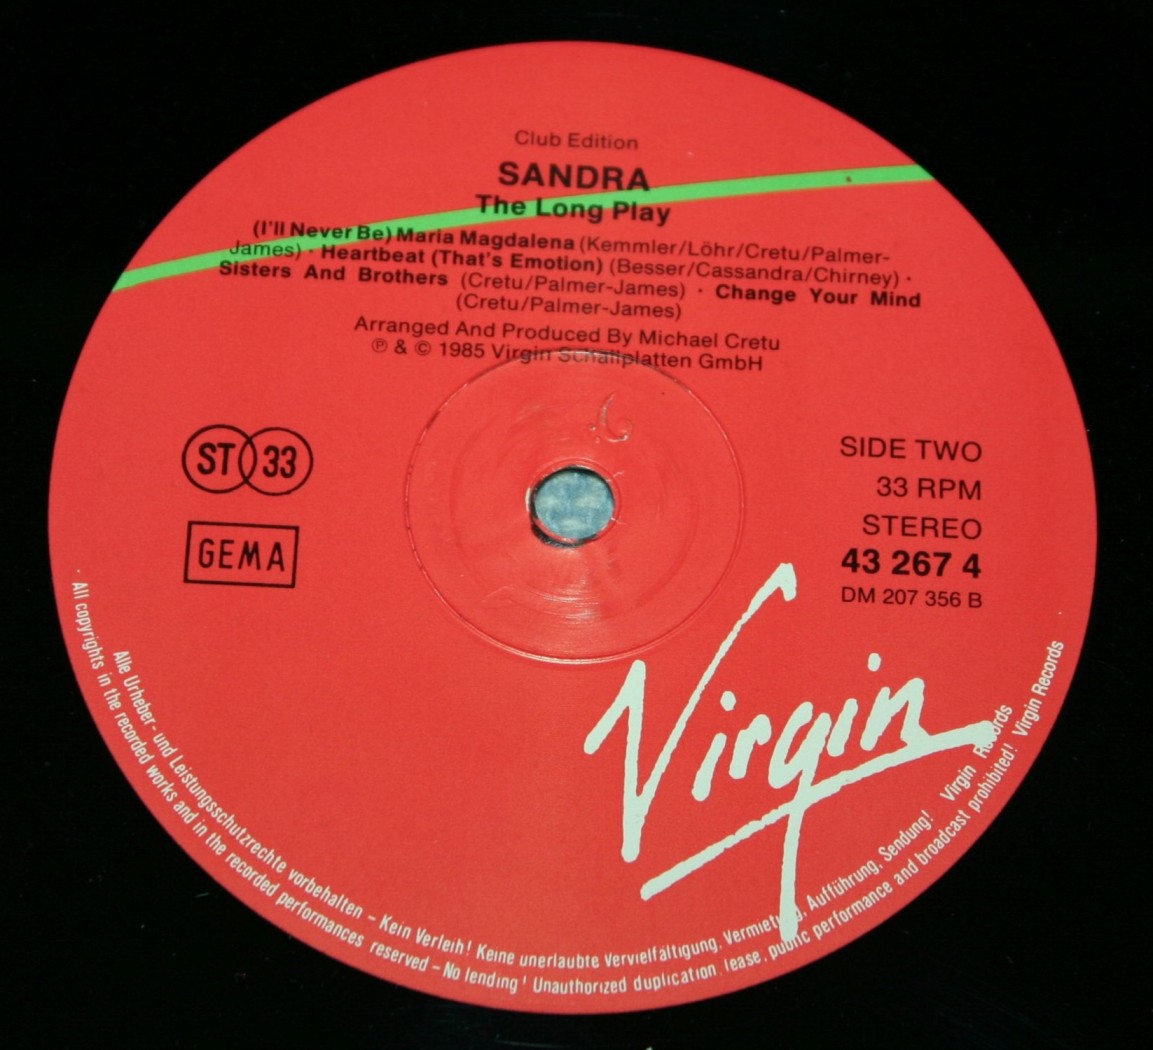 Club Edition
SANDRA
The Long Play
(I'll Never Be) Maria Magdalena (Kemmler/Löhr/Cretu/Palmer-
James) · Heartbeat (That's Emotion) (Besser/Cassandra/Chirney) ·
Sisters And Brothers (Cretu/Palmer-James) · Change Your Mind
(Cretu/Palmer-James)
Arranged And Produced By Michael Cretu
℗ & © 1985 Virgin Schallplatten GmbH
ST 33
GEMA
SIDE TWO
33 RPM
STEREO
43 267 4
DM 207 356 B
Virgin
Alle Urheber- und Leistungsschutzrechte vorbehalten – Kein Verleih! Keine unerlaubte Vervielfältigung, Vermietung, Aufführung, Sendung! Virgin Records
· All copyrights in the recorded works and in the recorded performances reserved – No lending! Unauthorized duplication, lease, public performance and broadcast prohibited! Virgin Records